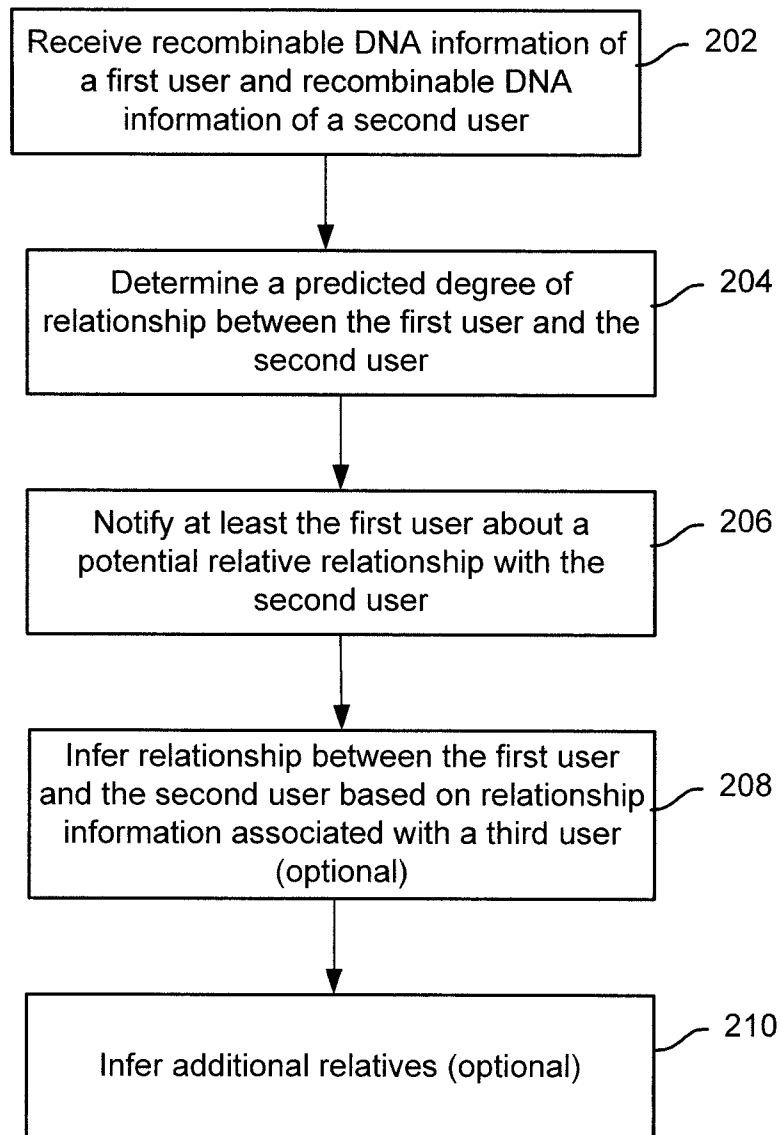 Receive recombinable DNA information of
a first user and recombinable DNA
information of a second user
202
Determine a predicted degree of
relationship between the first user and the
second user
204
Notify at least the first user about a
potential relative relationship with the
second user
206
Infer relationship between the first user
and the second user based on relationship
information associated with a third user
(optional)
208
Infer additional relatives (optional)
210